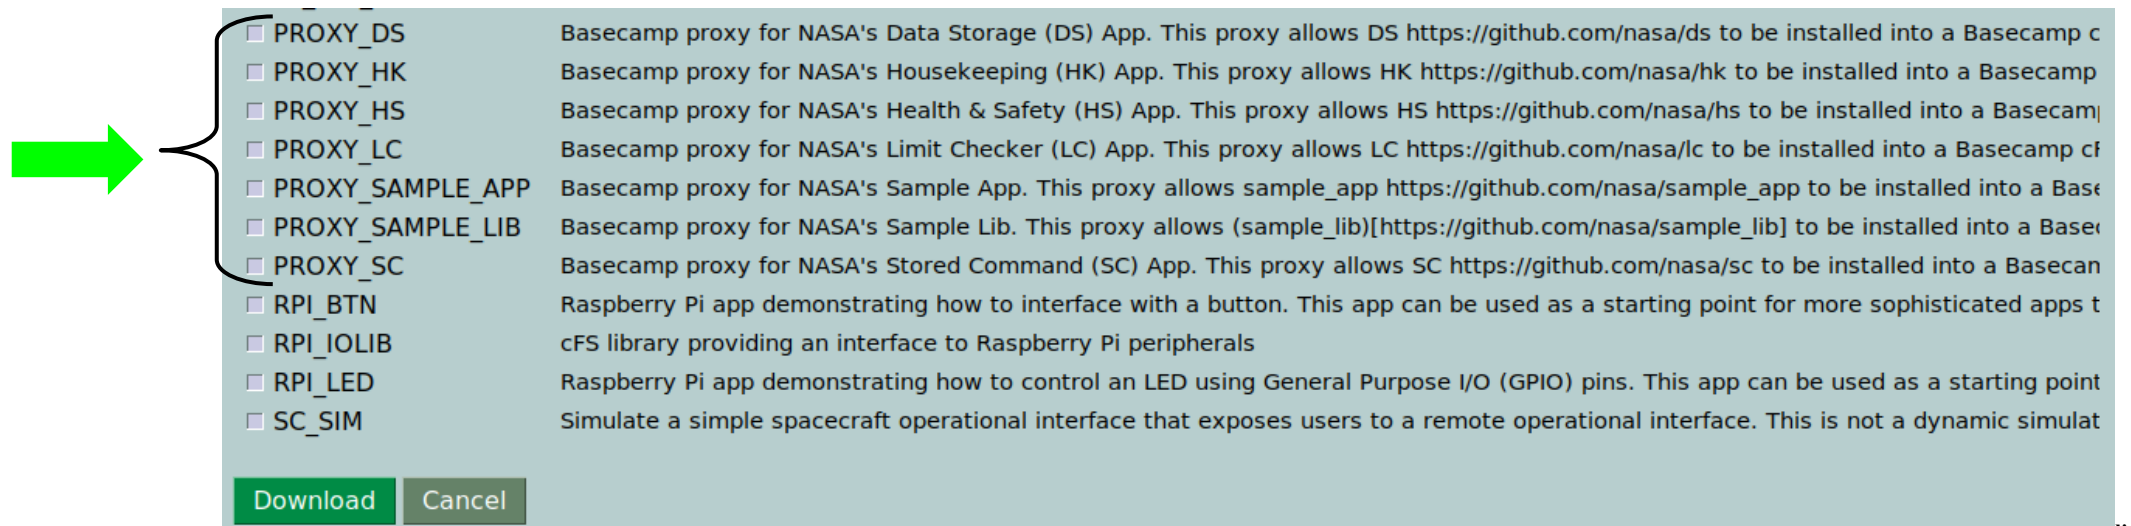 PROXY_DS Basecamp proxy for NASA's Data Storage (DS) App. This proxy allows DS https://github.com/nasa/ds to be installed into a Basecamp c
PROXY_HK Basecamp proxy for NASA's Housekeeping (HK) App. This proxy allows HK https://github.com/nasa/hk to be installed into a Basecamp
PROXY_HS Basecamp proxy for NASA's Health & Safety (HS) App. This proxy allows HS https://github.com/nasa/hs to be installed into a Basecam
PROXY_LC Basecamp proxy for NASA's Limit Checker (LC) App. This proxy allows LC https://github.com/nasa/lc to be installed into a Basecamp cF
PROXY_SAMPLE_APP Basecamp proxy for NASA's Sample App. This proxy allows sample_app https://github.com/nasa/sample_app to be installed into a Base
PROXY_SAMPLE_LIB Basecamp proxy for NASA's Sample Lib. This proxy allows (sample_lib)[https://github.com/nasa/sample_lib] to be installed into a Basec
PROXY_SC Basecamp proxy for NASA's Stored Command (SC) App. This proxy allows SC https://github.com/nasa/sc to be installed into a Basecam
RPI_BTN Raspberry Pi app demonstrating how to interface with a button. This app can be used as a starting point for more sophisticated apps t
RPI_IOLIB cFS library providing an interface to Raspberry Pi peripherals
RPI_LED Raspberry Pi app demonstrating how to control an LED using General Purpose I/O (GPIO) pins. This app can be used as a starting point
SC_SIM Simulate a simple spacecraft operational interface that exposes users to a remote operational interface. This is not a dynamic simulat
Download Cancel